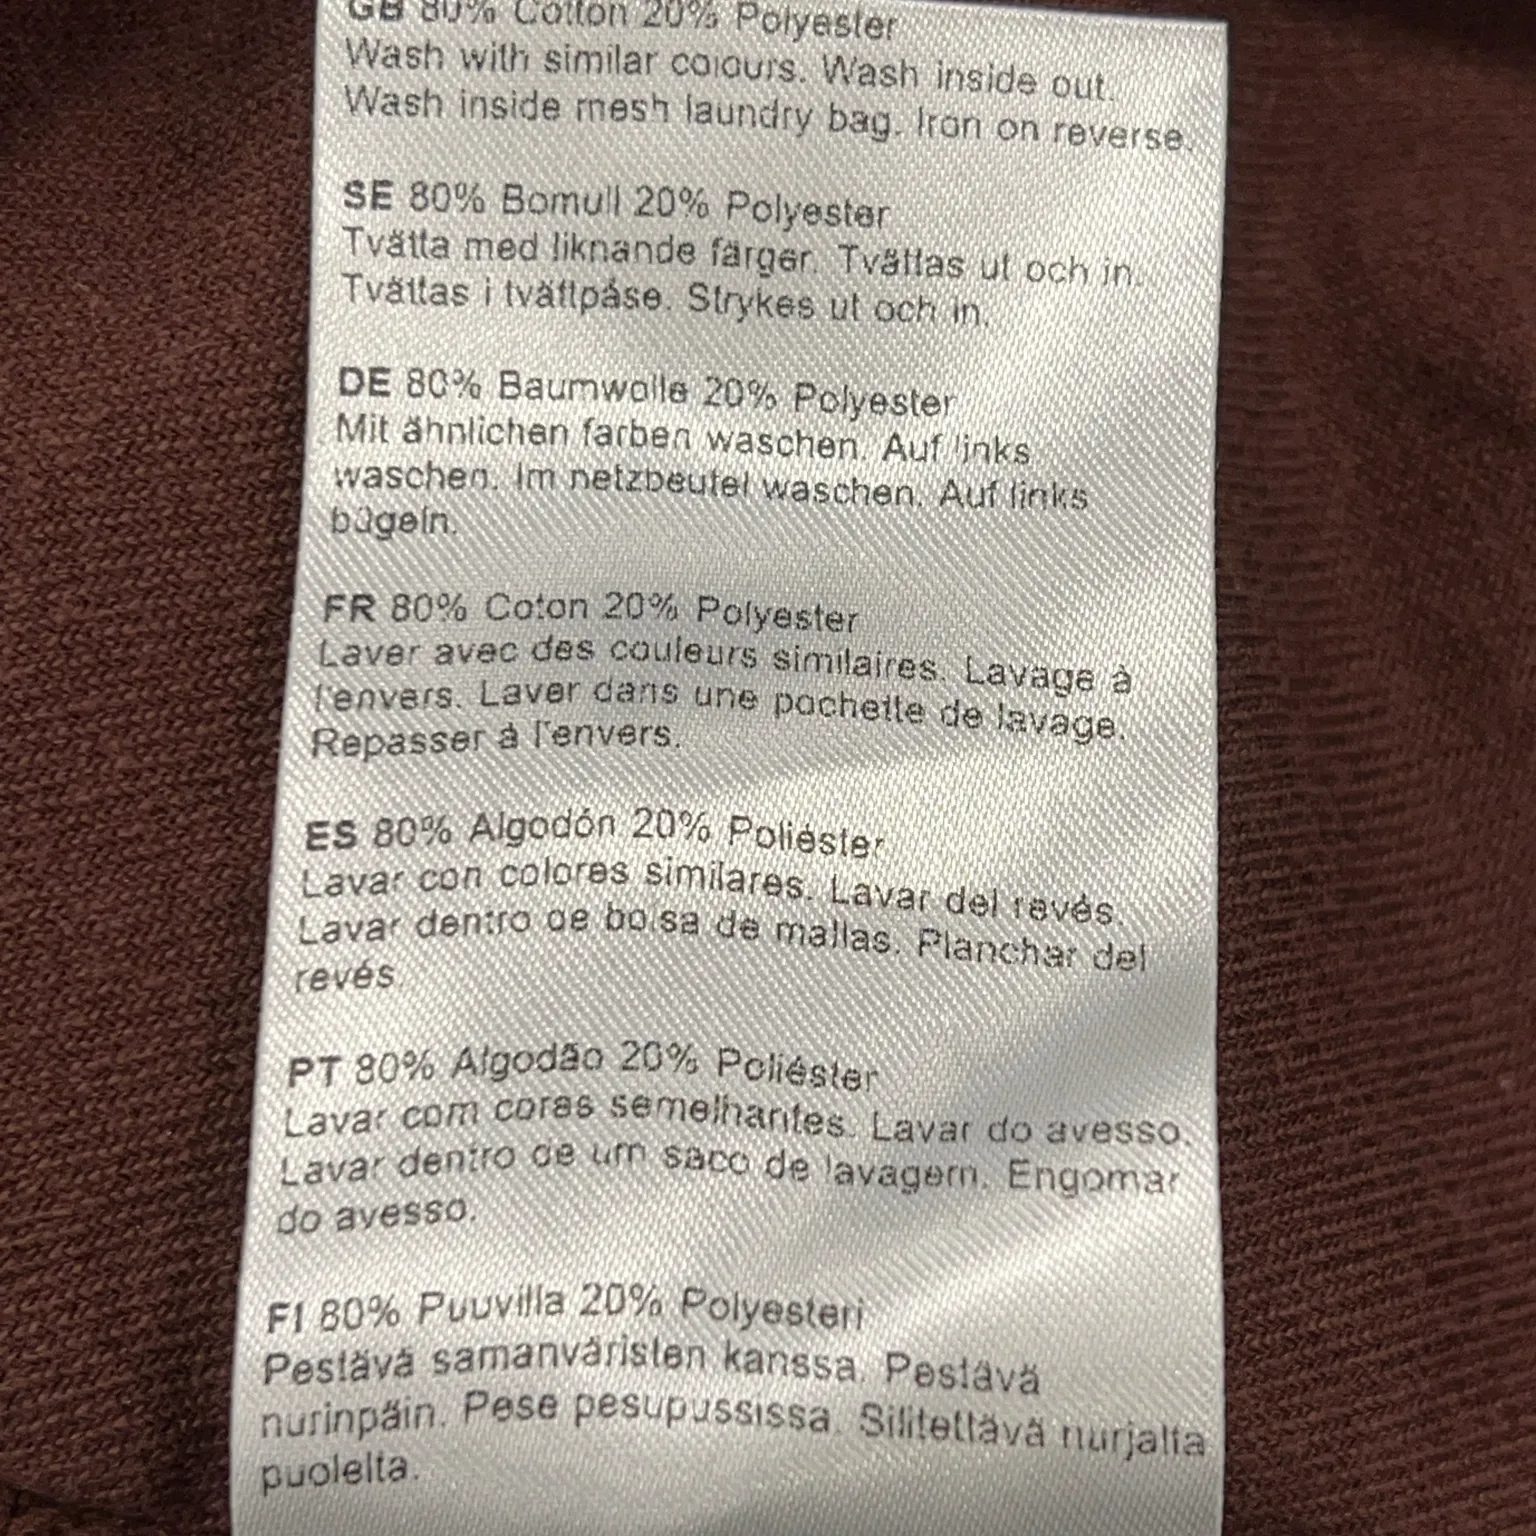 GB 80% Cotton 20% Polyester
Wash with similar colours. Wash inside out.
Wash inside mesh laundry bag. Iron on reverse.
SE 80% Bomull 20% Polyester
Tvätta med liknande färger. Tvättas ut och in.
Tvättas i tvättpåse. Strykes ut och in.
DE 80% Baumwolle 20% Polyester
Mit ähnlichen farben waschen. Auf links
waschen. Im netzbeutel waschen. Auf links
bügeln.
FR 80% Coton 20% Polyester
Laver avec des couleurs similaires. Lavage à
l'envers. Laver dans une pochette de lavage.
Repasser à l'envers.
ES 80% Algodón 20% Poliéster
Lavar con colores similares. Lavar del revés.
Lavar dentro de bolsa de mallas. Planchar del
revés
PT 80% Algodão 20% Poliéster
Lavar com cores semelhantes. Lavar do avesso.
Lavar dentro de um saco de lavagem. Engomar
do avesso.
FI 80% Puuvilla 20% Polyesteri
Pestävä samanväristen kanssa. Pestävä
nurinpäin. Pese pesupussissa. Silitettävä nurjalta
puolelta.